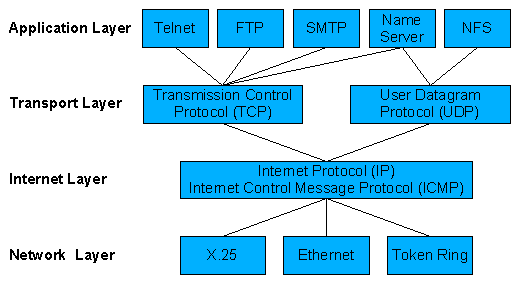 Application Layer
Telnet
FTP
SMTP
Name
Server
NFS
Transport Layer
Transmission Control
Protocol (TCP)
User Datagram
Protocol (UDP)
Internet Layer
Internet Protocol (IP)
Internet Control Message Protocol (ICMP)
Network Layer
X.25
Ethernet
Token Ring